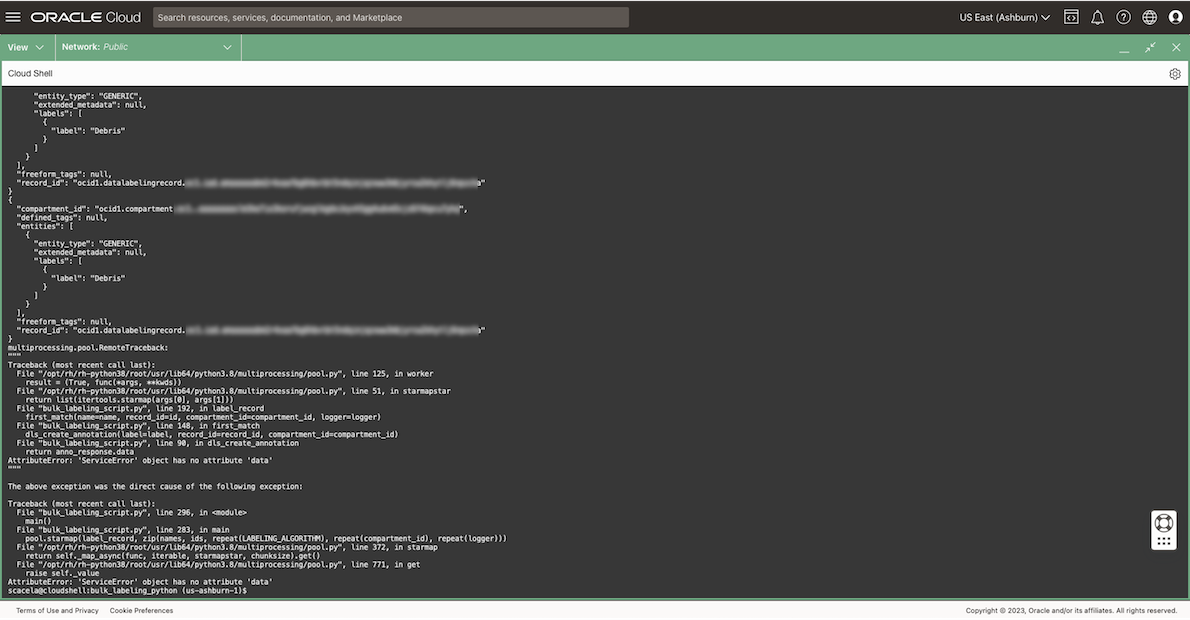 ORACLE Cloud
Search resources, services, documentation, and Marketplace
US East (Ashburn)
View
Network: Public
Cloud Shell
"entity_type": "GENERIC",
"extended_metadata": null,
"labels": [
{
"label": "Debris"
}
]
}
],
"freeform_tags": null,
"record_id": "ocid1.datalabelingrecord.
}
{
"compartment_id": "ocid1.compartment
"defined_tags": null,
"entities": [
{
"entity_type": "GENERIC",
"extended_metadata": null,
"labels": [
{
"label": "Debris"
}
]
}
],
"freeform_tags": null,
"record_id": "ocid1.datalabelingrecord.
}
multiprocessing.pool.RemoteTraceback:
"""
Traceback (most recent call last):
File "/opt/rh/rh-python38/root/usr/lib64/python3.8/multiprocessing/pool.py", line 125, in worker
result = (True, func(*args, **kwds))
File "/opt/rh/rh-python38/root/usr/lib64/python3.8/multiprocessing/pool.py", line 51, in starmapstar
return list(itertools.starmap(args[0], args[1]))
File "bulk_labeling_script.py", line 192, in label_record
first_match(name=name, record_id=id, compartment_id=compartment_id, logger=logger)
File "bulk_labeling_script.py", line 148, in first_match
dls_create_annotation(label=label, record_id=record_id, compartment_id=compartment_id)
File "bulk_labeling_script.py", line 90, in dls_create_annotation
return anno_response.data
AttributeError: 'ServiceError' object has no attribute 'data'
"""
The above exception was the direct cause of the following exception:
Traceback (most recent call last):
File "bulk_labeling_script.py", line 296, in <module>
main()
File "bulk_labeling_script.py", line 283, in main
pool.starmap(label_record, zip(names, ids, repeat(LABELING_ALGORITHM), repeat(compartment_id), repeat(logger)))
File "/opt/rh/rh-python38/root/usr/lib64/python3.8/multiprocessing/pool.py", line 372, in starmap
return self._map_async(func, iterable, starmapstar, chunksize).get()
File "/opt/rh/rh-python38/root/usr/lib64/python3.8/multiprocessing/pool.py", line 771, in get
raise self._value
AttributeError: 'ServiceError' object has no attribute 'data'
scacela@cloudshell:bulk_labeling_python (us-ashburn-1)$
Terms of Use and Privacy
Cookie Preferences
Copyright © 2023, Oracle and/or its affiliates. All rights reserved.